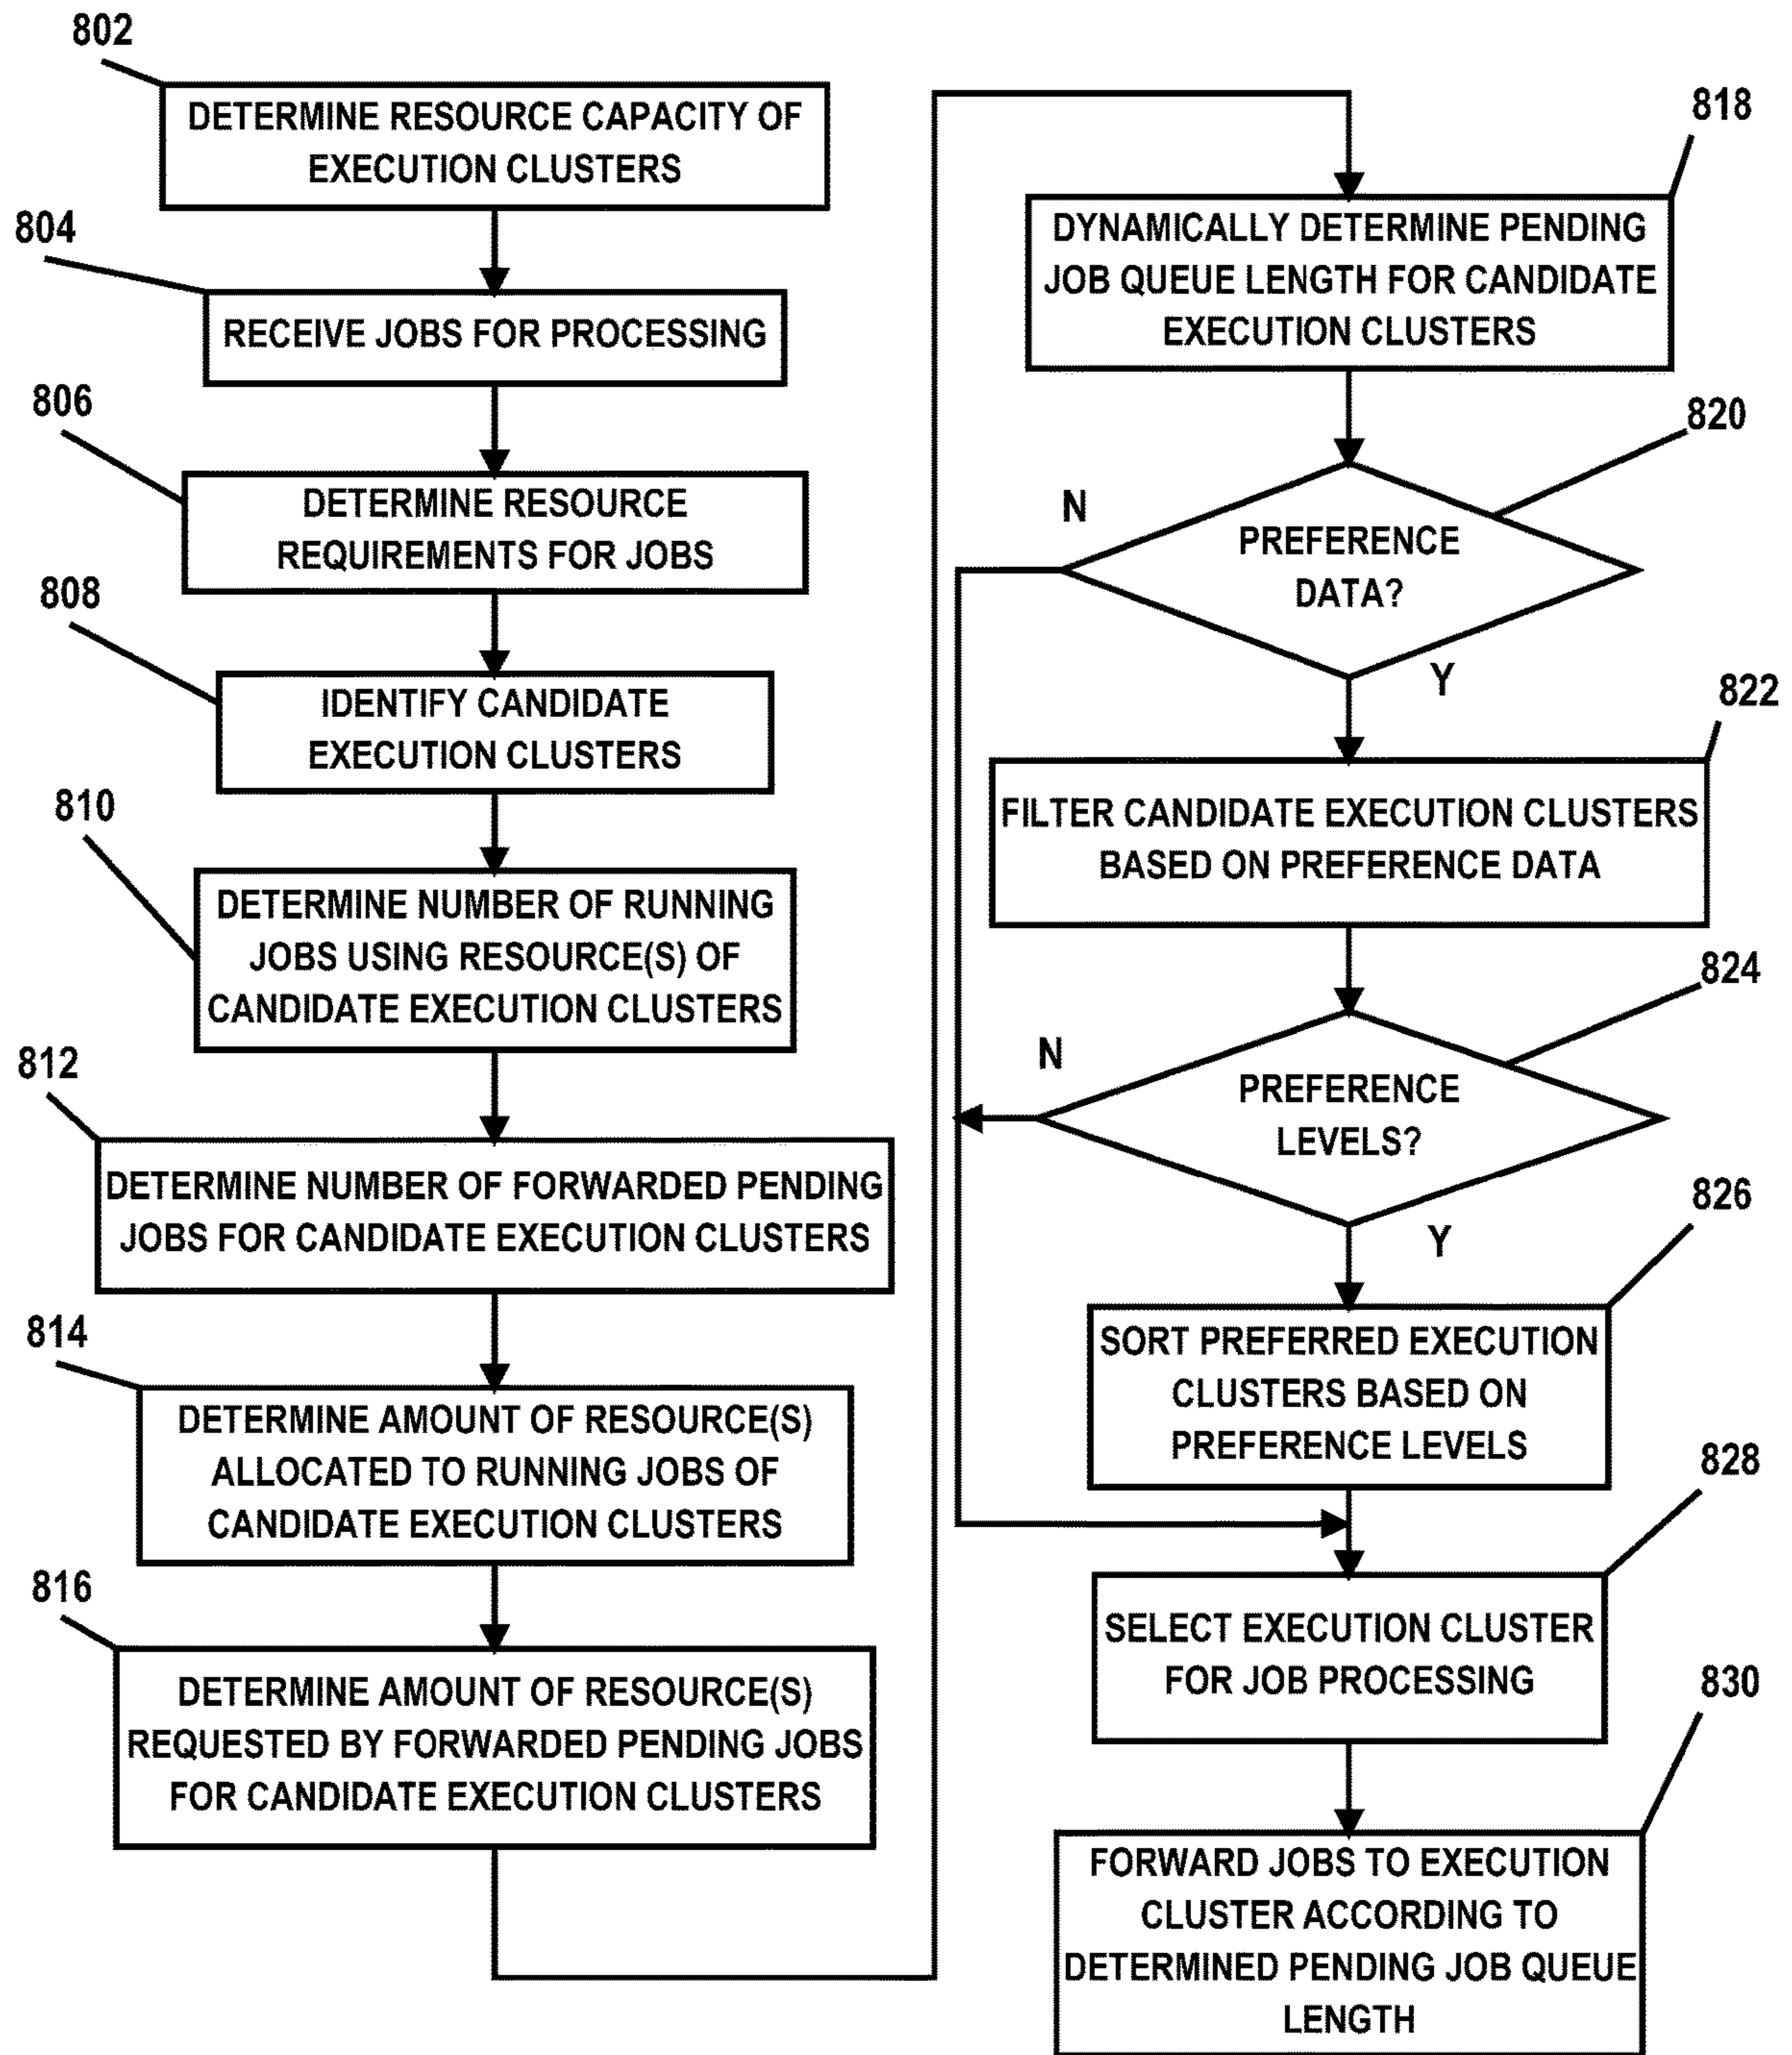 802
DETERMINE RESOURCE CAPACITY OF
EXECUTION CLUSTERS
804
RECEIVE JOBS FOR PROCESSING
806
DETERMINE RESOURCE
REQUIREMENTS FOR JOBS
808
IDENTIFY CANDIDATE
EXECUTION CLUSTERS
810
DETERMINE NUMBER OF RUNNING
JOBS USING RESOURCE(S) OF
CANDIDATE EXECUTION CLUSTERS
812
DETERMINE NUMBER OF FORWARDED PENDING
JOBS FOR CANDIDATE EXECUTION CLUSTERS
814
DETERMINE AMOUNT OF RESOURCE(S)
ALLOCATED TO RUNNING JOBS OF
CANDIDATE EXECUTION CLUSTERS
816
DETERMINE AMOUNT OF RESOURCE(S)
REQUESTED BY FORWARDED PENDING JOBS
FOR CANDIDATE EXECUTION CLUSTERS
818
DYNAMICALLY DETERMINE PENDING
JOB QUEUE LENGTH FOR CANDIDATE
EXECUTION CLUSTERS
820
N
PREFERENCE
DATA?
Y
822
FILTER CANDIDATE EXECUTION CLUSTERS
BASED ON PREFERENCE DATA
824
N
PREFERENCE
LEVELS?
Y
826
SORT PREFERRED EXECUTION
CLUSTERS BASED ON
PREFERENCE LEVELS
828
SELECT EXECUTION CLUSTER
FOR JOB PROCESSING
830
FORWARD JOBS TO EXECUTION
CLUSTER ACCORDING TO
DETERMINED PENDING JOB QUEUE
LENGTH